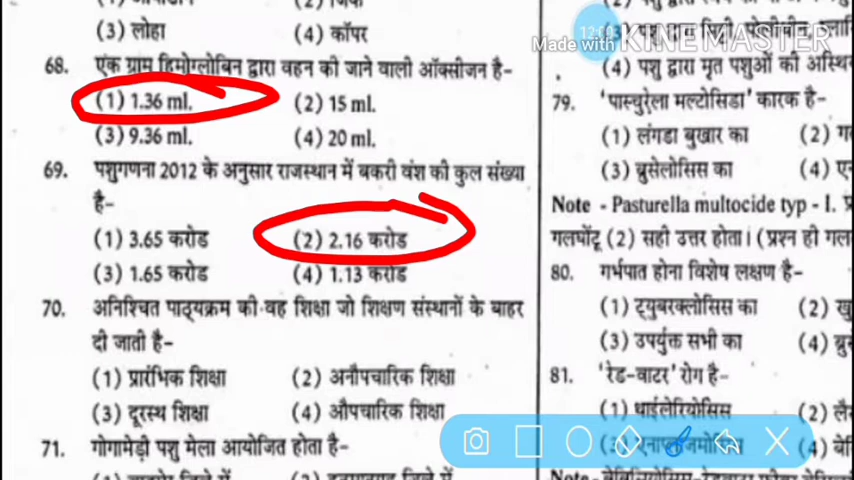 (3) लोहा
(4) कॉपर
68. एक ग्राम हिमोग्लोबिन द्वारा वहन की जाने वाली ऑक्सीजन है-
(1) 1.36 ml.
(2) 15 ml.
(3) 9.36 ml.
(4) 20 ml.
69. पशुगणना 2012 के अनुसार राजस्थान में बकरी वंश की कुल संख्या
है-
(1) 3.65 करोड
(2) 2.16 करोड
(3) 1.65 करोड
(4) 1.13 करोड
70. अनिश्चित पाठ्यक्रम की वह शिक्षा जो शिक्षण संस्थानों के बाहर
दी जाती है-
(1) प्रारंभिक शिक्षा
(2) अनौपचारिक शिक्षा
(3) दूरस्थ शिक्षा
(4) औपचारिक शिक्षा
71. गोगामेड़ी पशु मेला आयोजित होता है-
Made with KINEMASTER
(4) पशु द्वारा मृत पशुओं की
79. 'पास्चुरेला मल्टोसिडा' कारक है-
(1) लंगडा बुखार का
(2)
(3) ब्रुसेलोसिस का
(4)
Note - Pasturella multocide typ - I.
गलघोंटू (2) सही उत्तर होता। (प्रश्न ही
80. गर्भपात होना विशेष लक्षण है-
(1) ट्युबरक्लोसिस का
(2)
(3) उपर्युक्त सभी का
(4)
81. 'रेड-वाटर' रोग है-
(1) थाईलेरियोसिस
(2)